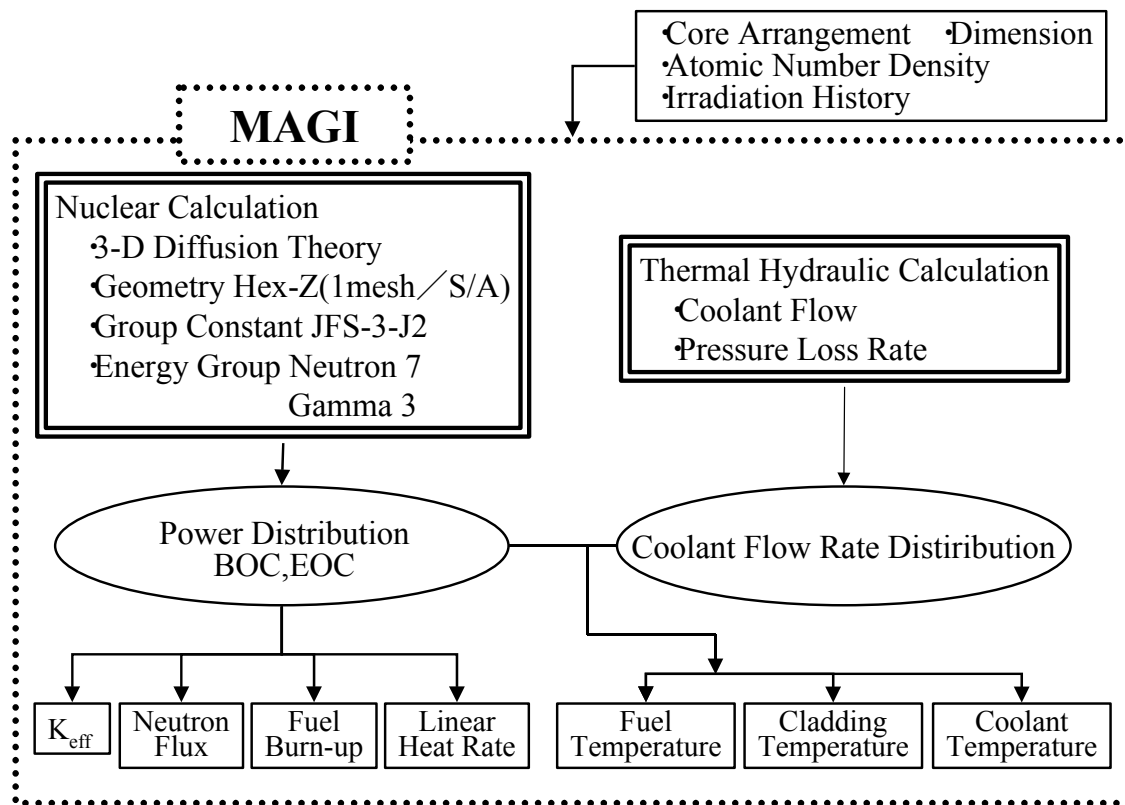 ·Core Arrangement ·Dimension
·Atomic Number Density
·Irradiation History
MAGI
Nuclear Calculation
·3-D Diffusion Theory
·Geometry Hex-Z(1mesh／S/A)
·Group Constant JFS-3-J2
·Energy Group Neutron 7
Gamma 3
Thermal Hydraulic Calculation
·Coolant Flow
·Pressure Loss Rate
Power Distribution
BOC,EOC
Coolant Flow Rate Distiribution
Keff
Neutron
Flux
Fuel
Burn-up
Linear
Heat Rate
Fuel
Temperature
Cladding
Temperature
Coolant
Temperature